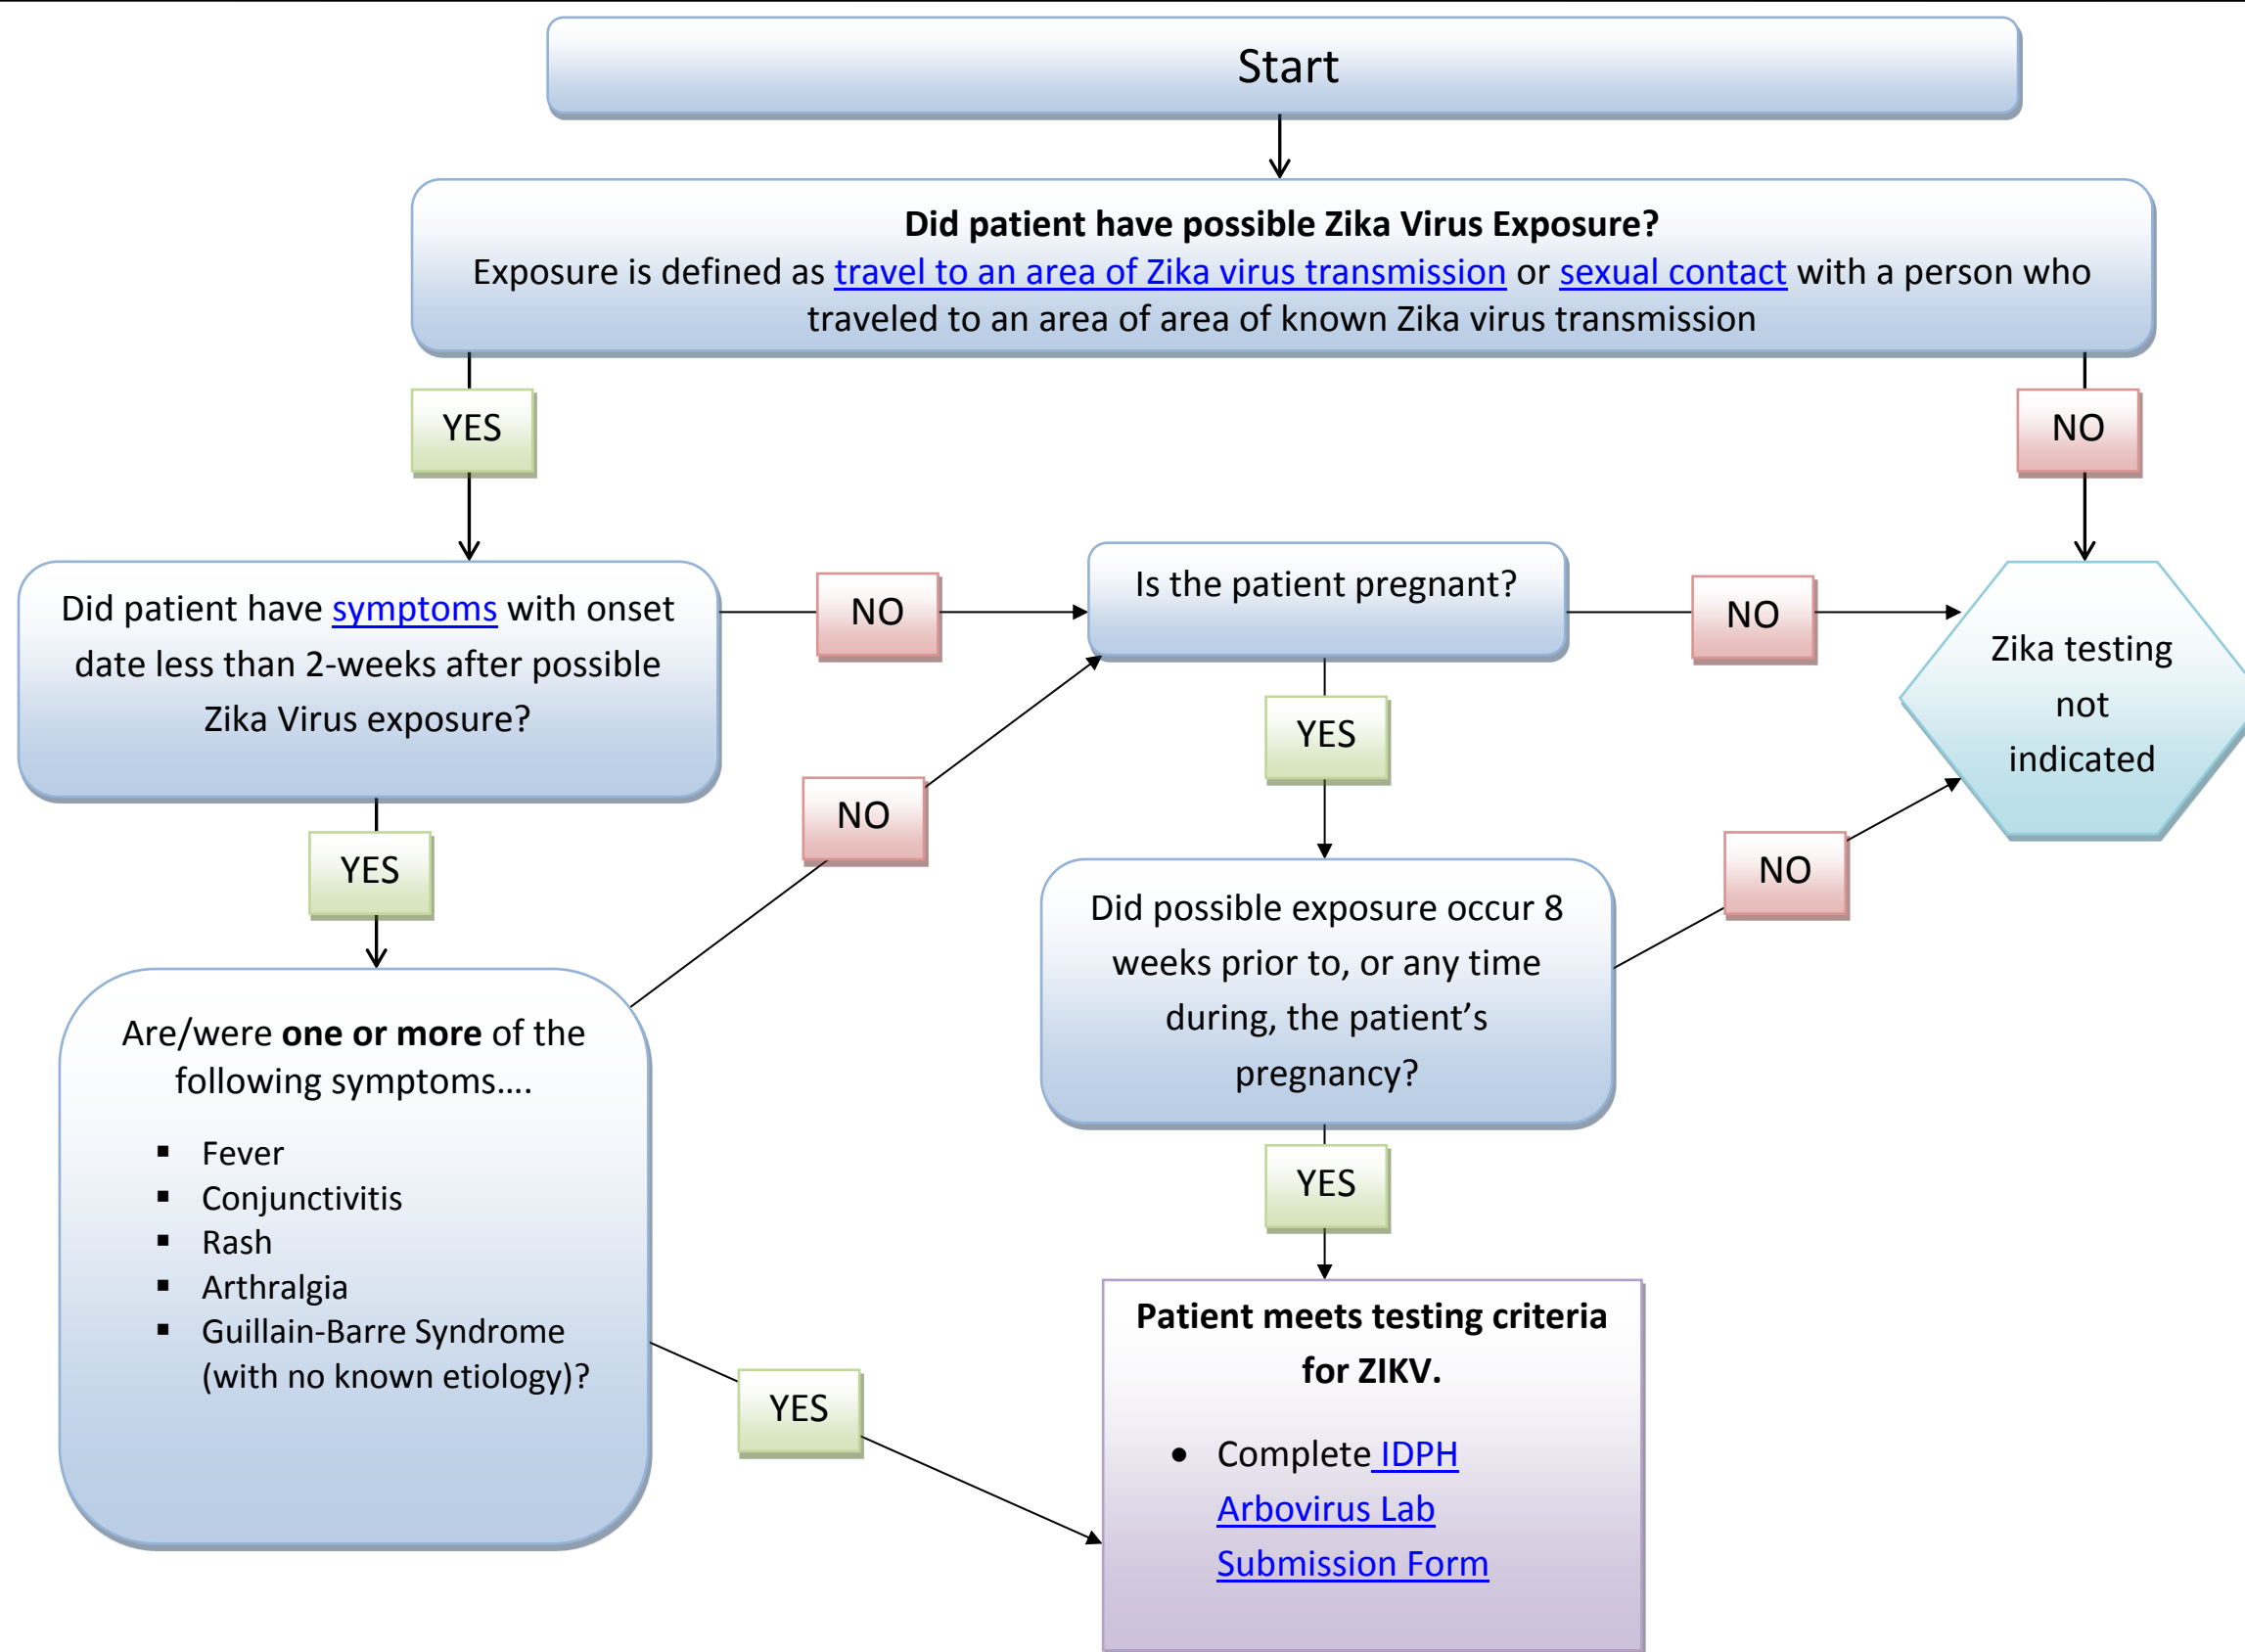 Start
Did patient have possible Zika Virus Exposure?
Exposure is defined as travel to an area of Zika virus transmission or sexual contact with a person who
traveled to an area of area of known Zika virus transmission
YES
NO
Did patient have symptoms with onset
date less than 2-weeks after possible
Zika Virus exposure?
NO
Is the patient pregnant?
NO
Zika testing
not
indicated
YES
NO
YES
NO
Did possible exposure occur 8
weeks prior to, or any time
during, the patient’s
pregnancy?
Are/were one or more of the
following symptoms....
▪ Fever
▪ Conjunctivitis
▪ Rash
▪ Arthralgia
▪ Guillain-Barre Syndrome
(with no known etiology)?
YES
YES
Patient meets testing criteria
for ZIKV.
• Complete IDPH
Arbovirus Lab
Submission Form